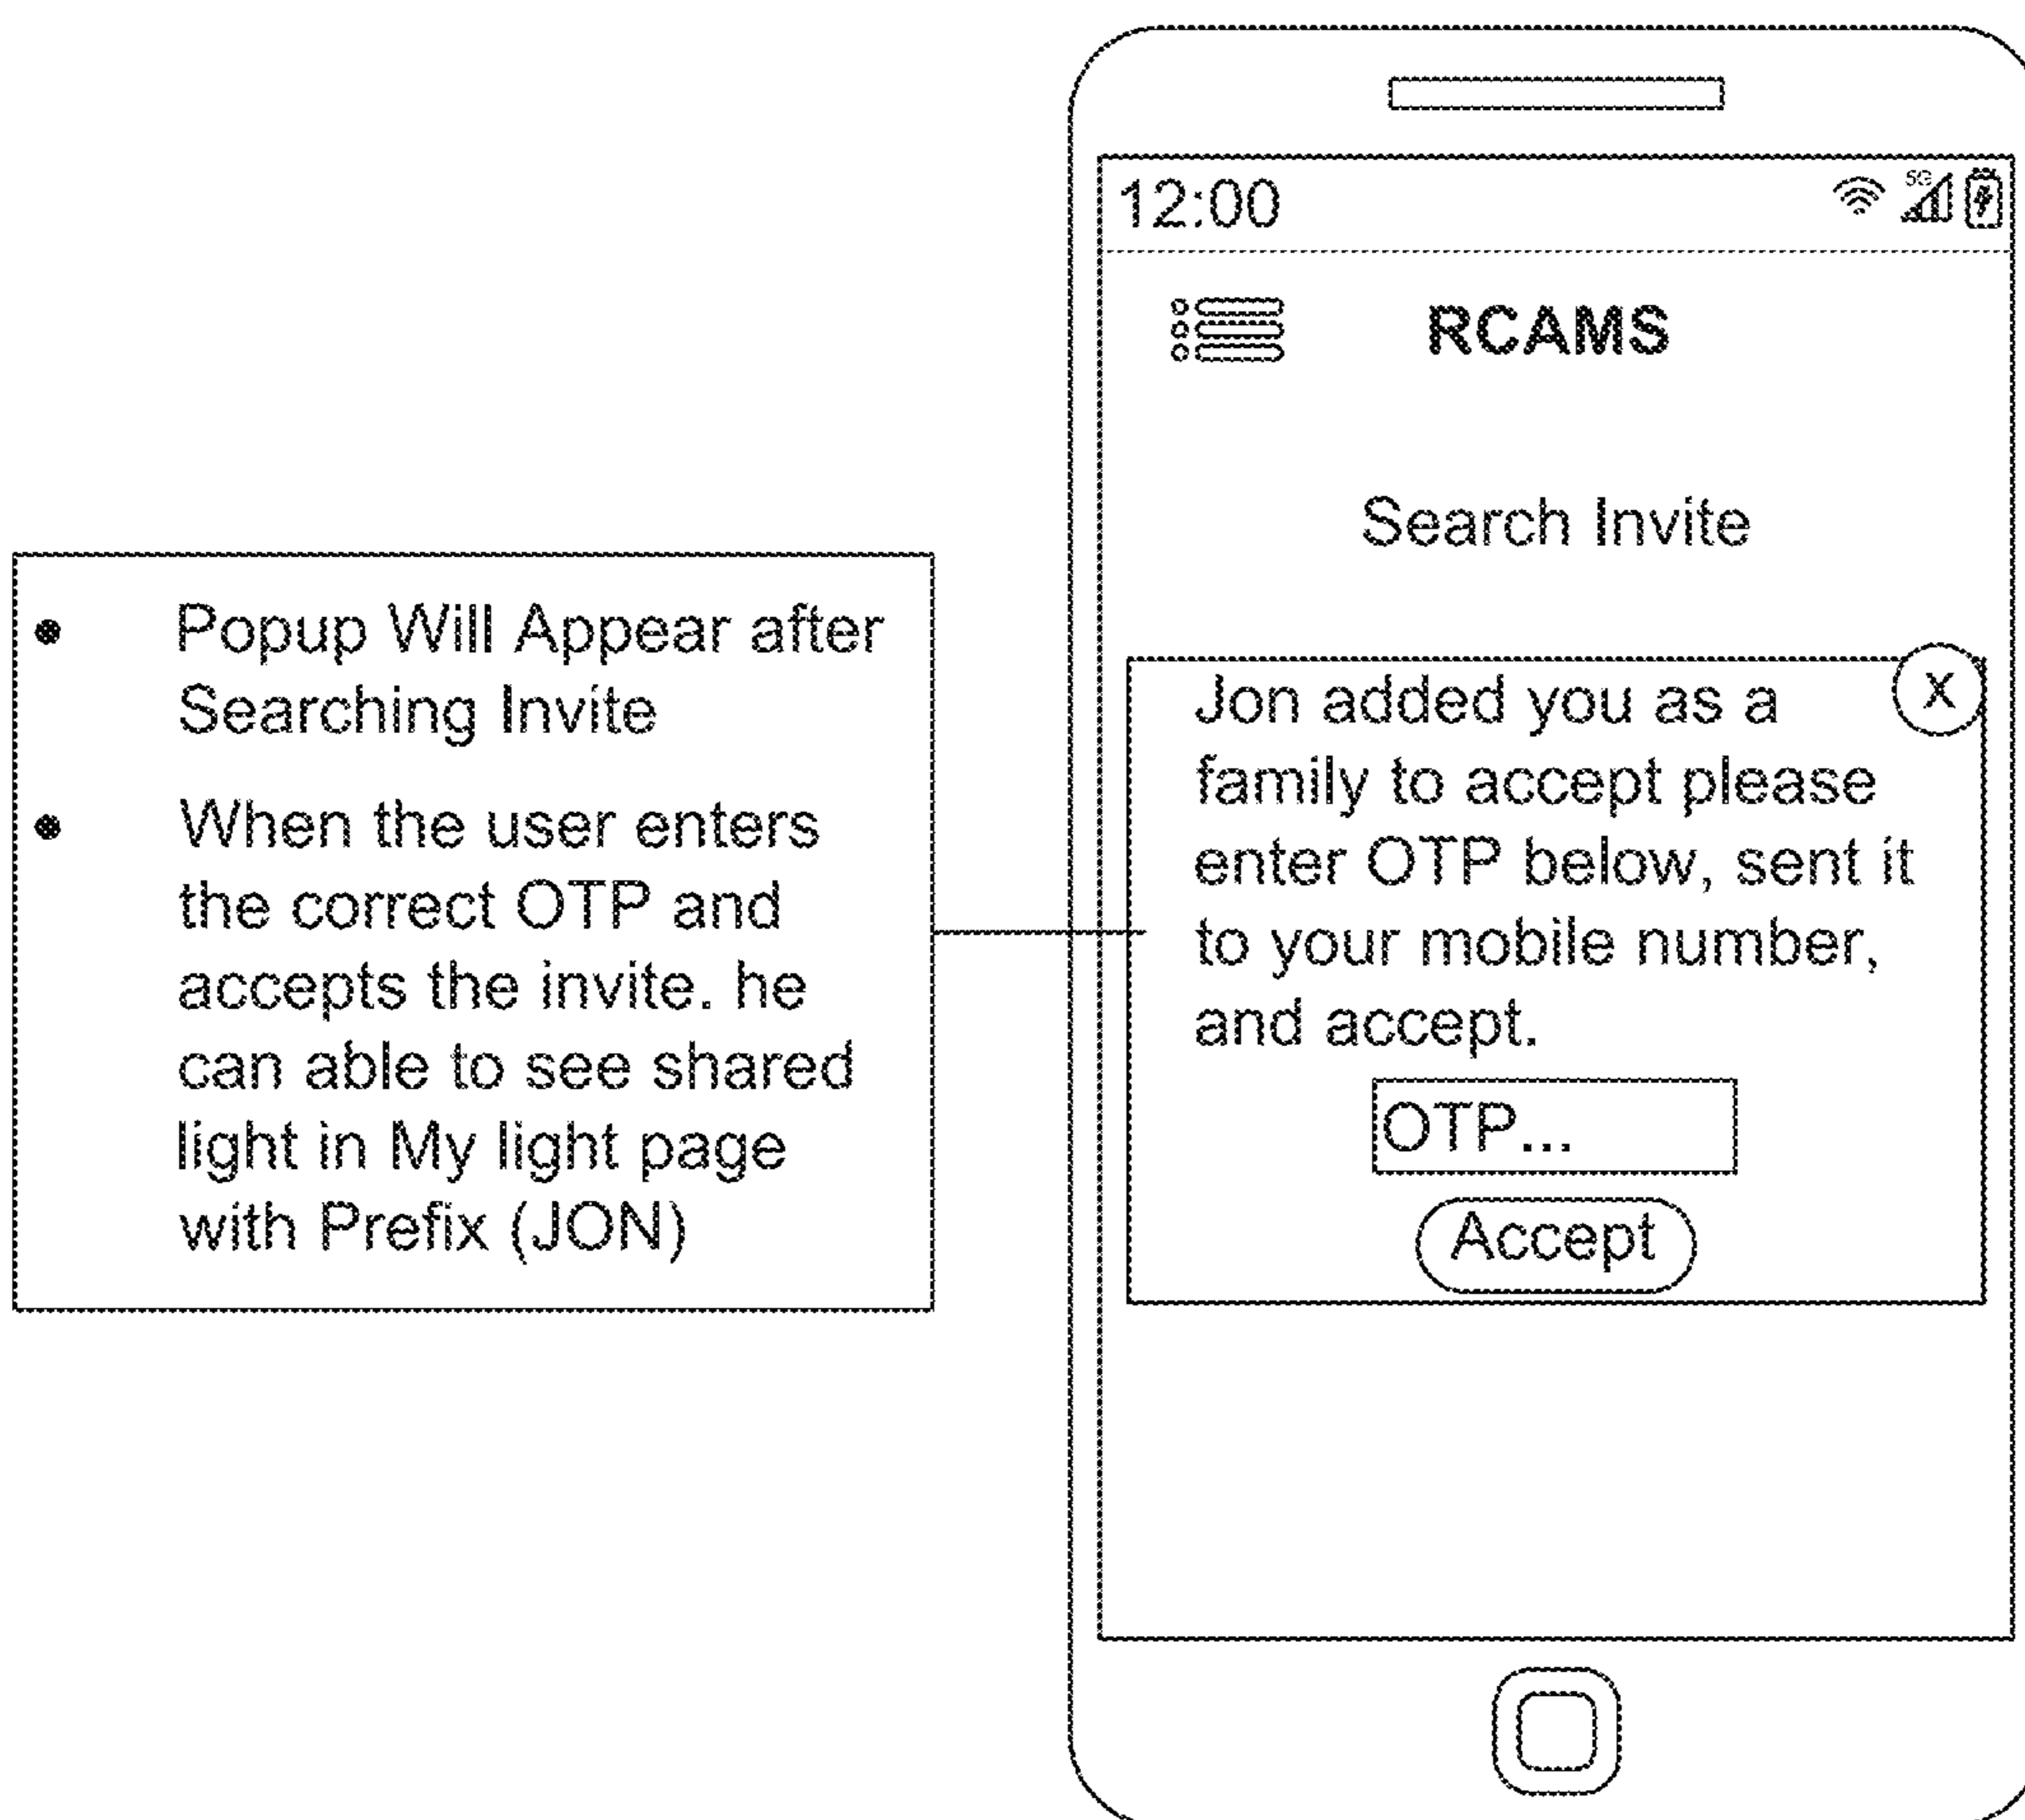 12:00
5G
RCAMS
Search Invite
• Popup Will Appear after
Searching Invite
• When the user enters
the correct OTP and
accepts the invite. he
can able to see shared
light in My light page
with Prefix (JON)
X
Jon added you as a
family to accept please
enter OTP below, sent it
to your mobile number,
and accept.
OTP...
Accept